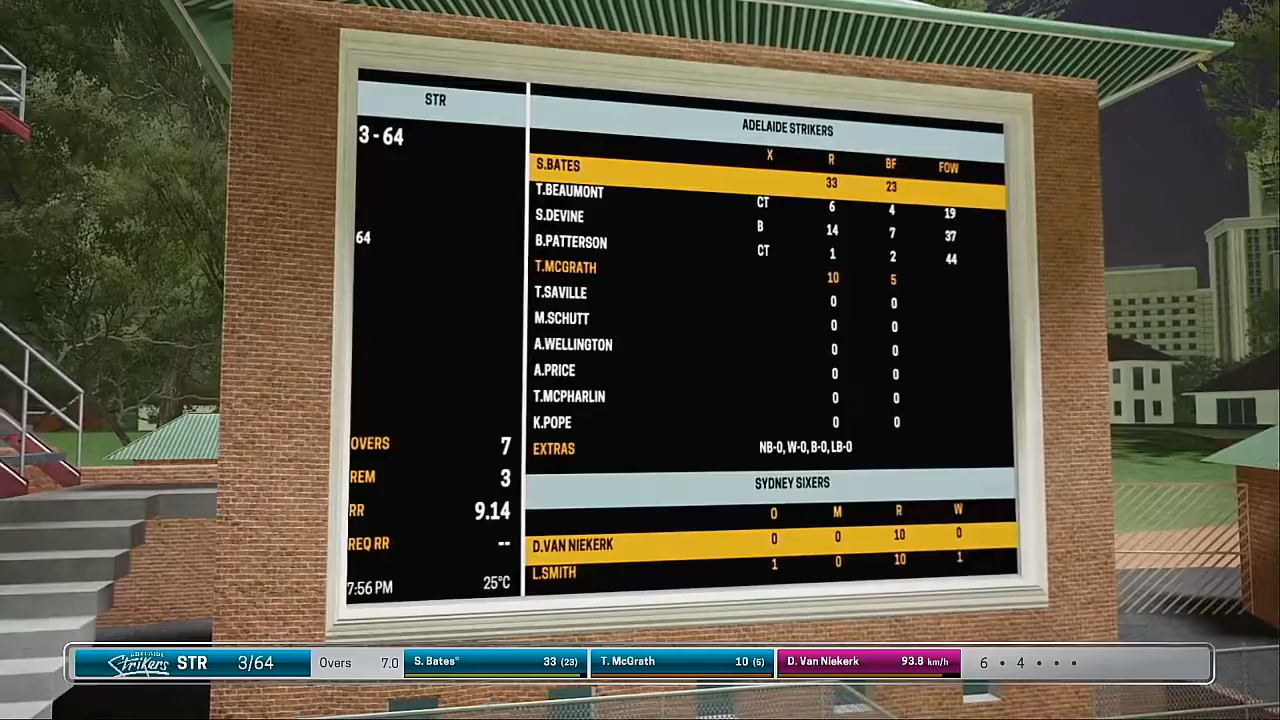 STR
3 - 64
64
OVERS 7
REM 3
RR 9.14
REQ RR --
7:56 PM 25°C
ADELAIDE STRIKERS
X R BF FOW
S.BATES 33 23
T.BEAUMONT CT 6 4 19
S.DEVINE B 14 7 37
B.PATTERSON CT 1 2 44
T.MCGRATH 10 5
T.SAVILLE 0 0
M.SCHUTT 0 0
A.WELLINGTON 0 0
A.PRICE 0 0
T.MCPHARLIN 0 0
K.POPE 0 0
EXTRAS NB-0, W-0, B-0, LB-0
SYDNEY SIXERS
O M R W
D.VAN NIEKERK 0 0 10 0
L.SMITH 1 0 10 1
ADELAIDE Strikers STR 3/64 Overs 7.0 S. Bates* 33 (23) T. McGrath 10 (5) D. Van Niekerk 93.8 km/h 6 • 4 • • •